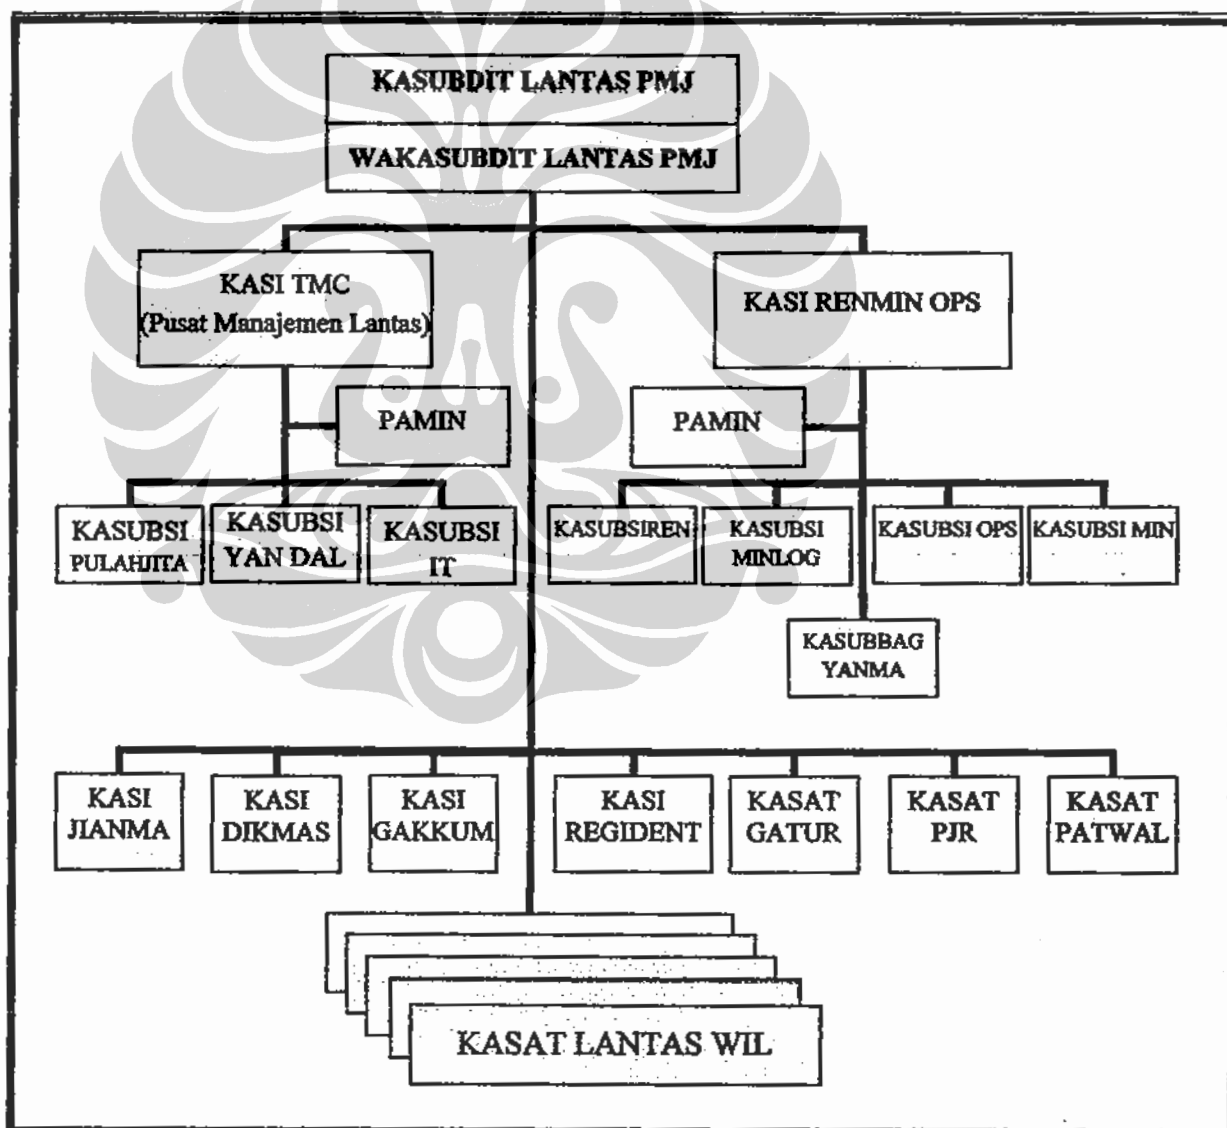 KASUBDIT LANTAS PMJ
WAKASUBDIT LANTAS PMJ
KASI TMC
(Pusat Manajemen Lantas)
KASI RENMIN OPS
PAMIN
PAMIN
KASUBSI
PULAHJITA
KASUBSI
YAN DAL
KASUBSI
IT
KASUBSIREN
KASUBSI
MINLOG
KASUBSI OPS
KASUBSI MIN
KASUBBAG
YANMA
KASI
JIANMA
KASI
DIKMAS
KASI
GAKKUM
KASI
REGIDENT
KASAT
GATUR
KASAT
PJR
KASAT
PATWAL
KASAT LANTAS WIL